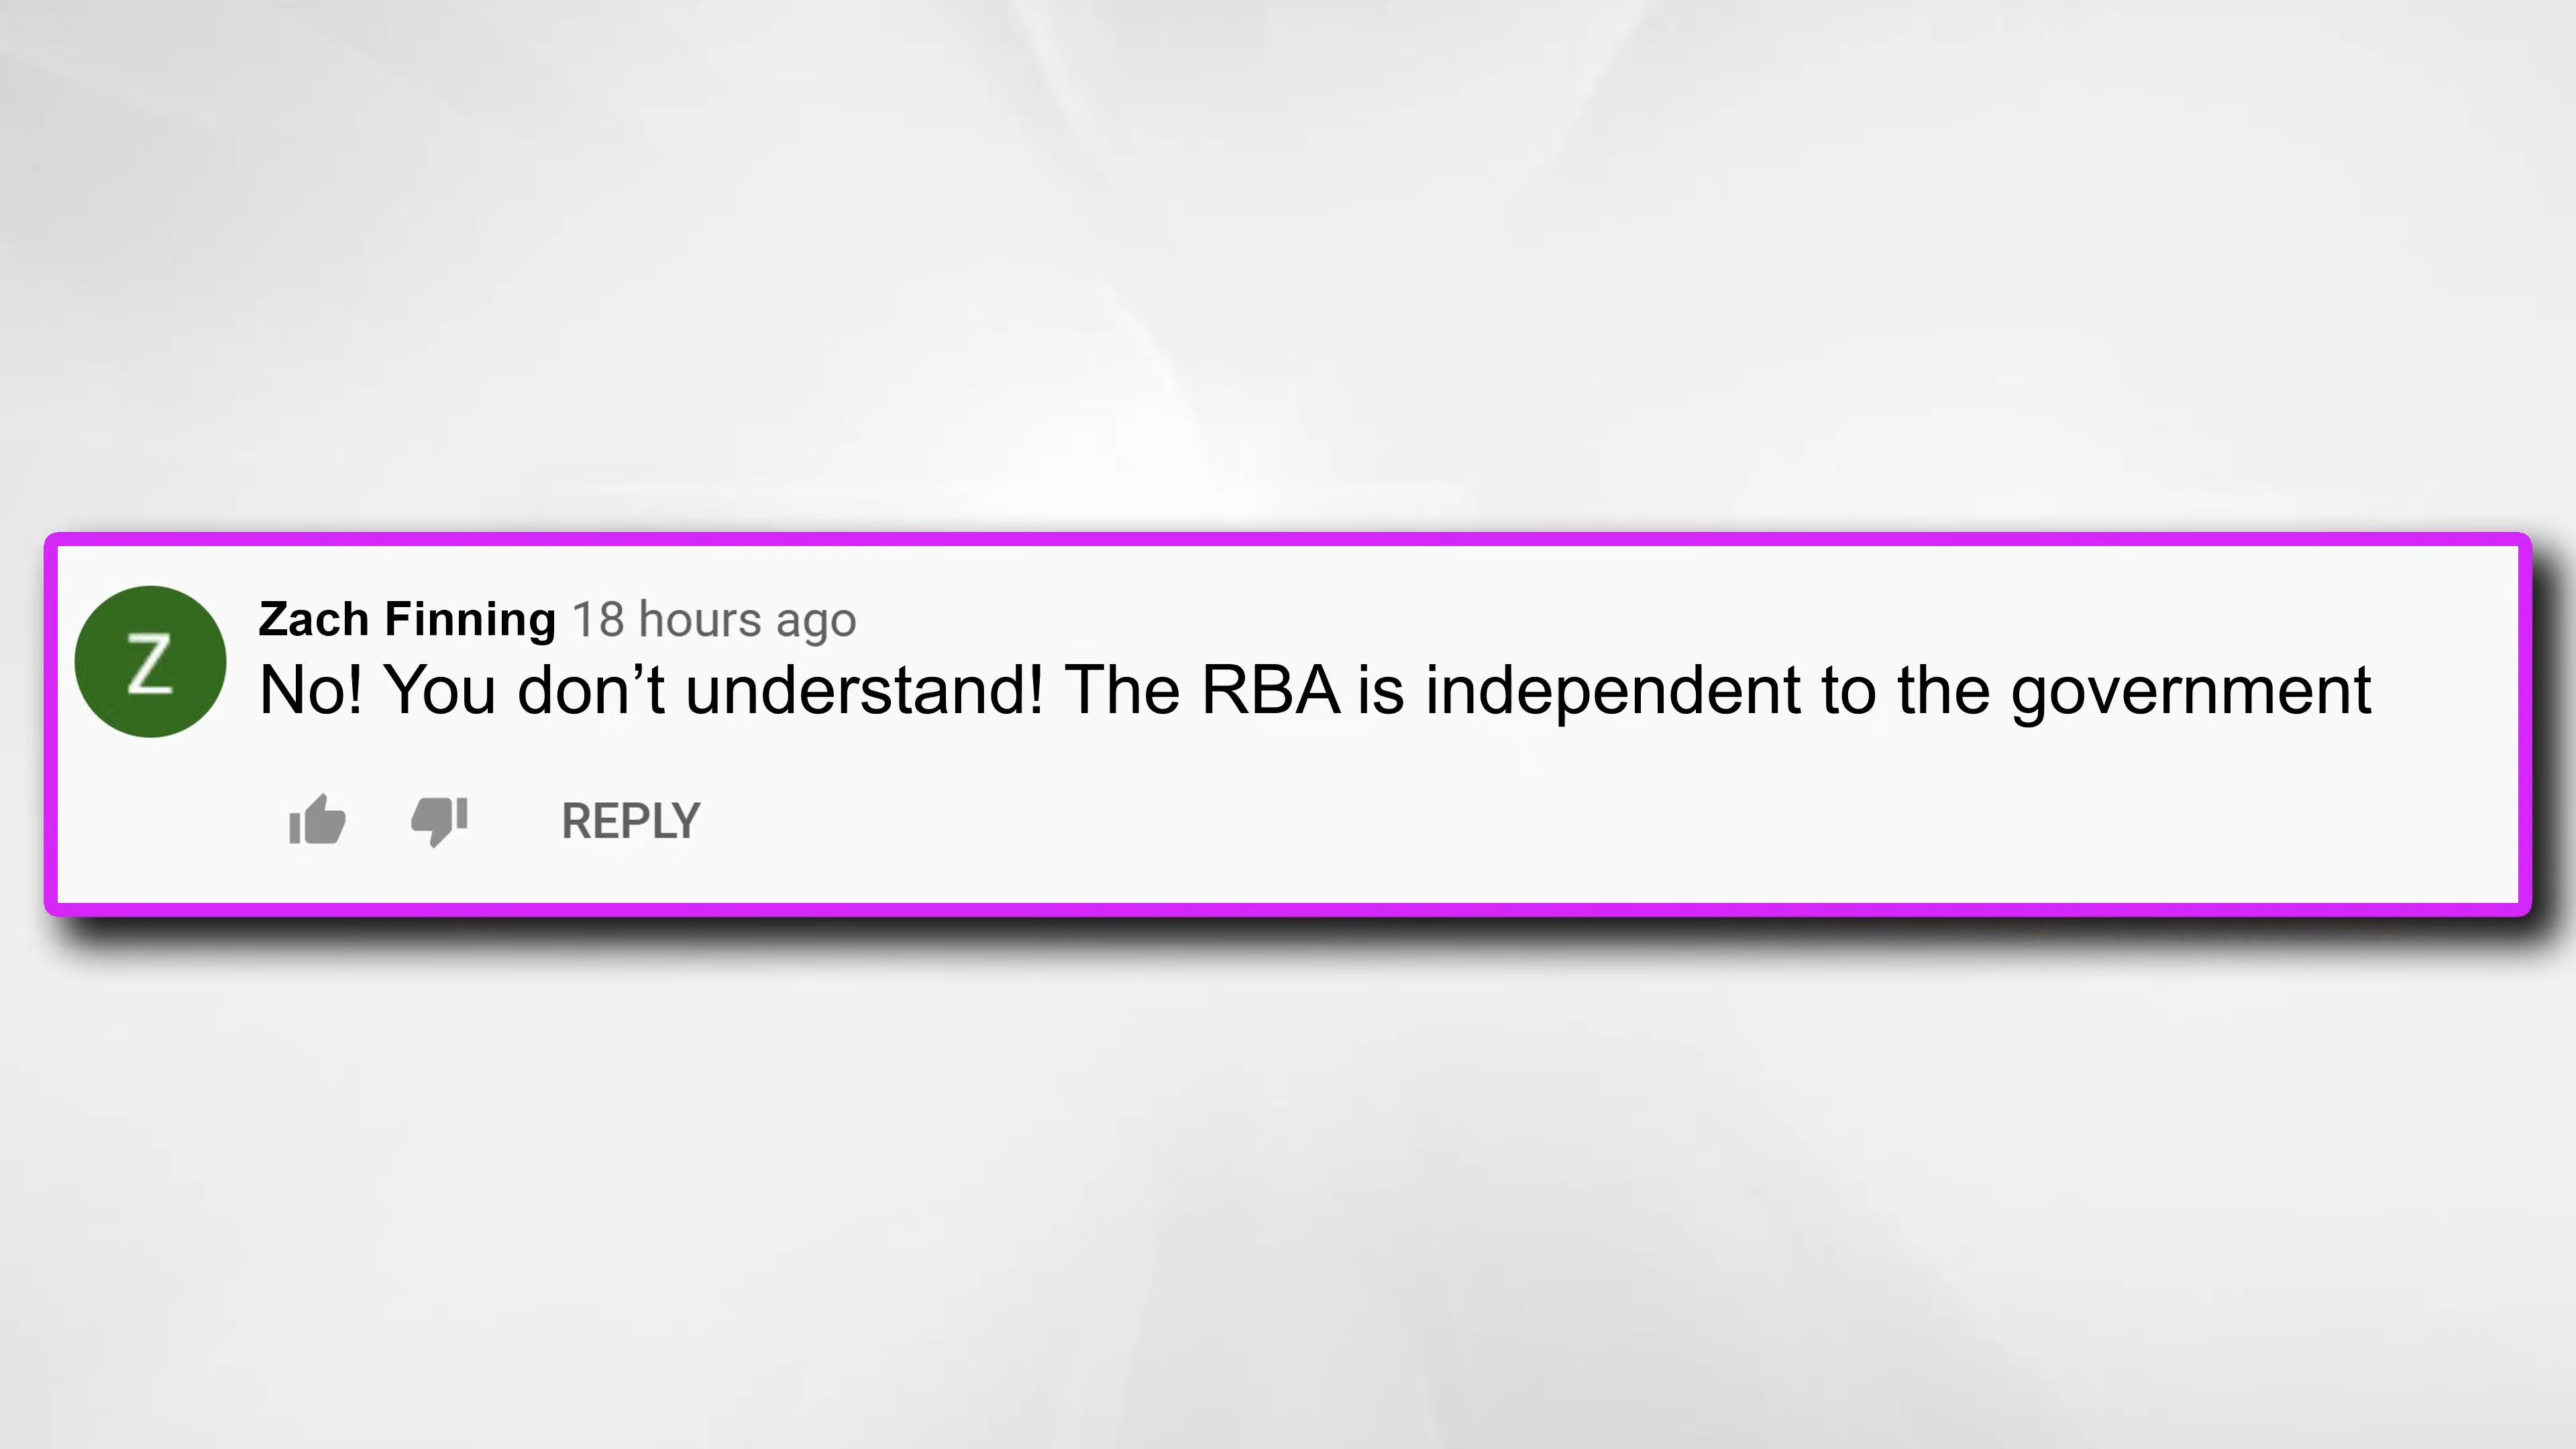 Z
Zach Finning 18 hours ago
No! You don’t understand! The RBA is independent to the government
REPLY